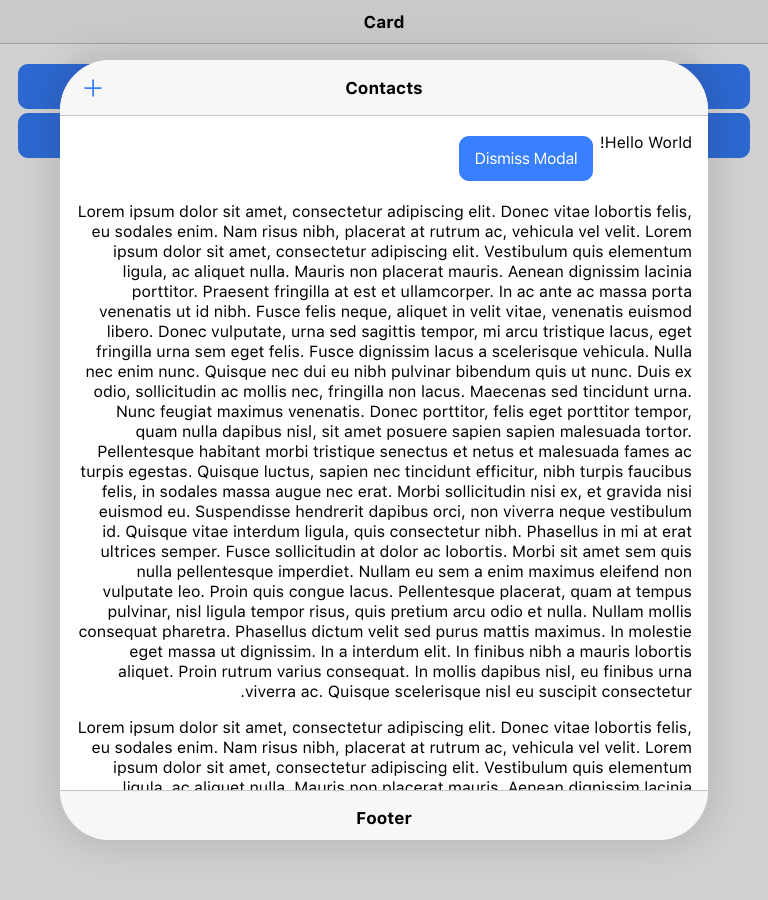 Card
Contacts
!Hello World
Dismiss Modal
Lorem ipsum dolor sit amet, consectetur adipiscing elit. Donec vitae lobortis felis,
eu sodales enim. Nam risus nibh, placerat at rutrum ac, vehicula vel velit. Lorem
ipsum dolor sit amet, consectetur adipiscing elit. Vestibulum quis elementum
ligula, ac aliquet nulla. Mauris non placerat mauris. Aenean dignissim lacinia
porttitor. Praesent fringilla at est et ullamcorper. In ac ante ac massa porta
venenatis ut id nibh. Fusce felis neque, aliquet in velit vitae, venenatis euismod
libero. Donec vulputate, urna sed sagittis tempor, mi arcu tristique lacus, eget
fringilla urna sem eget felis. Fusce dignissim lacus a scelerisque vehicula. Nulla
nec enim nunc. Quisque nec dui eu nibh pulvinar bibendum quis ut nunc. Duis ex
odio, sollicitudin ac mollis nec, fringilla non lacus. Maecenas sed tincidunt urna.
Nunc feugiat maximus venenatis. Donec porttitor, felis eget porttitor tempor,
quam nulla dapibus nisl, sit amet posuere sapien sapien malesuada tortor.
Pellentesque habitant morbi tristique senectus et netus et malesuada fames ac
turpis egestas. Quisque luctus, sapien nec tincidunt efficitur, nibh turpis faucibus
felis, in sodales massa augue nec erat. Morbi sollicitudin nisi ex, et gravida nisi
euismod eu. Suspendisse hendrerit dapibus orci, non viverra neque vestibulum
id. Quisque vitae interdum ligula, quis consectetur nibh. Phasellus in mi at erat
ultrices semper. Fusce sollicitudin at dolor ac lobortis. Morbi sit amet sem quis
nulla pellentesque imperdiet. Nullam eu sem a enim maximus eleifend non
vulputate leo. Proin quis congue lacus. Pellentesque placerat, quam at tempus
pulvinar, nisl ligula tempor risus, quis pretium arcu odio et nulla. Nullam mollis
consequat pharetra. Phasellus dictum velit sed purus mattis maximus. In molestie
eget massa ut dignissim. In a interdum elit. In finibus nibh a mauris lobortis
aliquet. Proin rutrum varius consequat. In mollis dapibus nisl, eu finibus urna
.viverra ac. Quisque scelerisque nisl eu suscipit consectetur
Lorem ipsum dolor sit amet, consectetur adipiscing elit. Donec vitae lobortis felis,
eu sodales enim. Nam risus nibh, placerat at rutrum ac, vehicula vel velit. Lorem
ipsum dolor sit amet, consectetur adipiscing elit. Vestibulum quis elementum
ligula, ac aliquet nulla. Mauris non placerat mauris. Aenean dignissim lacinia
Footer